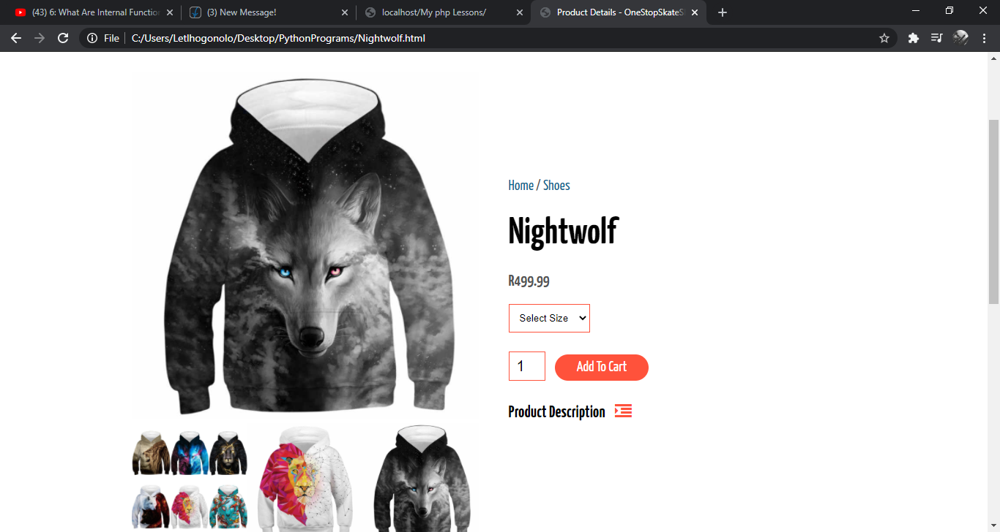 (43) 6: What Are Internal Functio
(3) New Message!
localhost/My php Lessons/
Product Details - OneStopSkateS
File
C:/Users/Letlhogonolo/Desktop/PythonPrograms/Nightwolf.html
Home / Shoes
Nightwolf
R499.99
Select Size
1
Add To Cart
Product Description